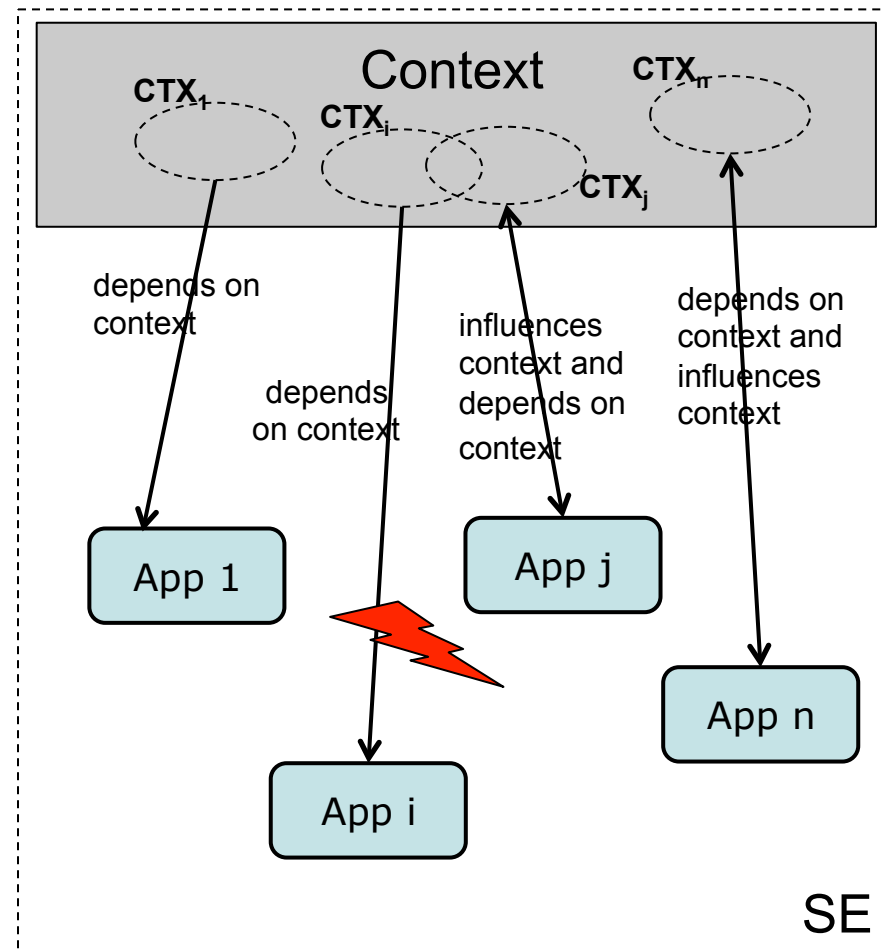 Context
CTX1
CTXi
CTXj
CTXn
depends on
context
depends
on context
influences
context and
depends on
context
depends on
context and
influences
context
App 1
App j
App n
App i
SE